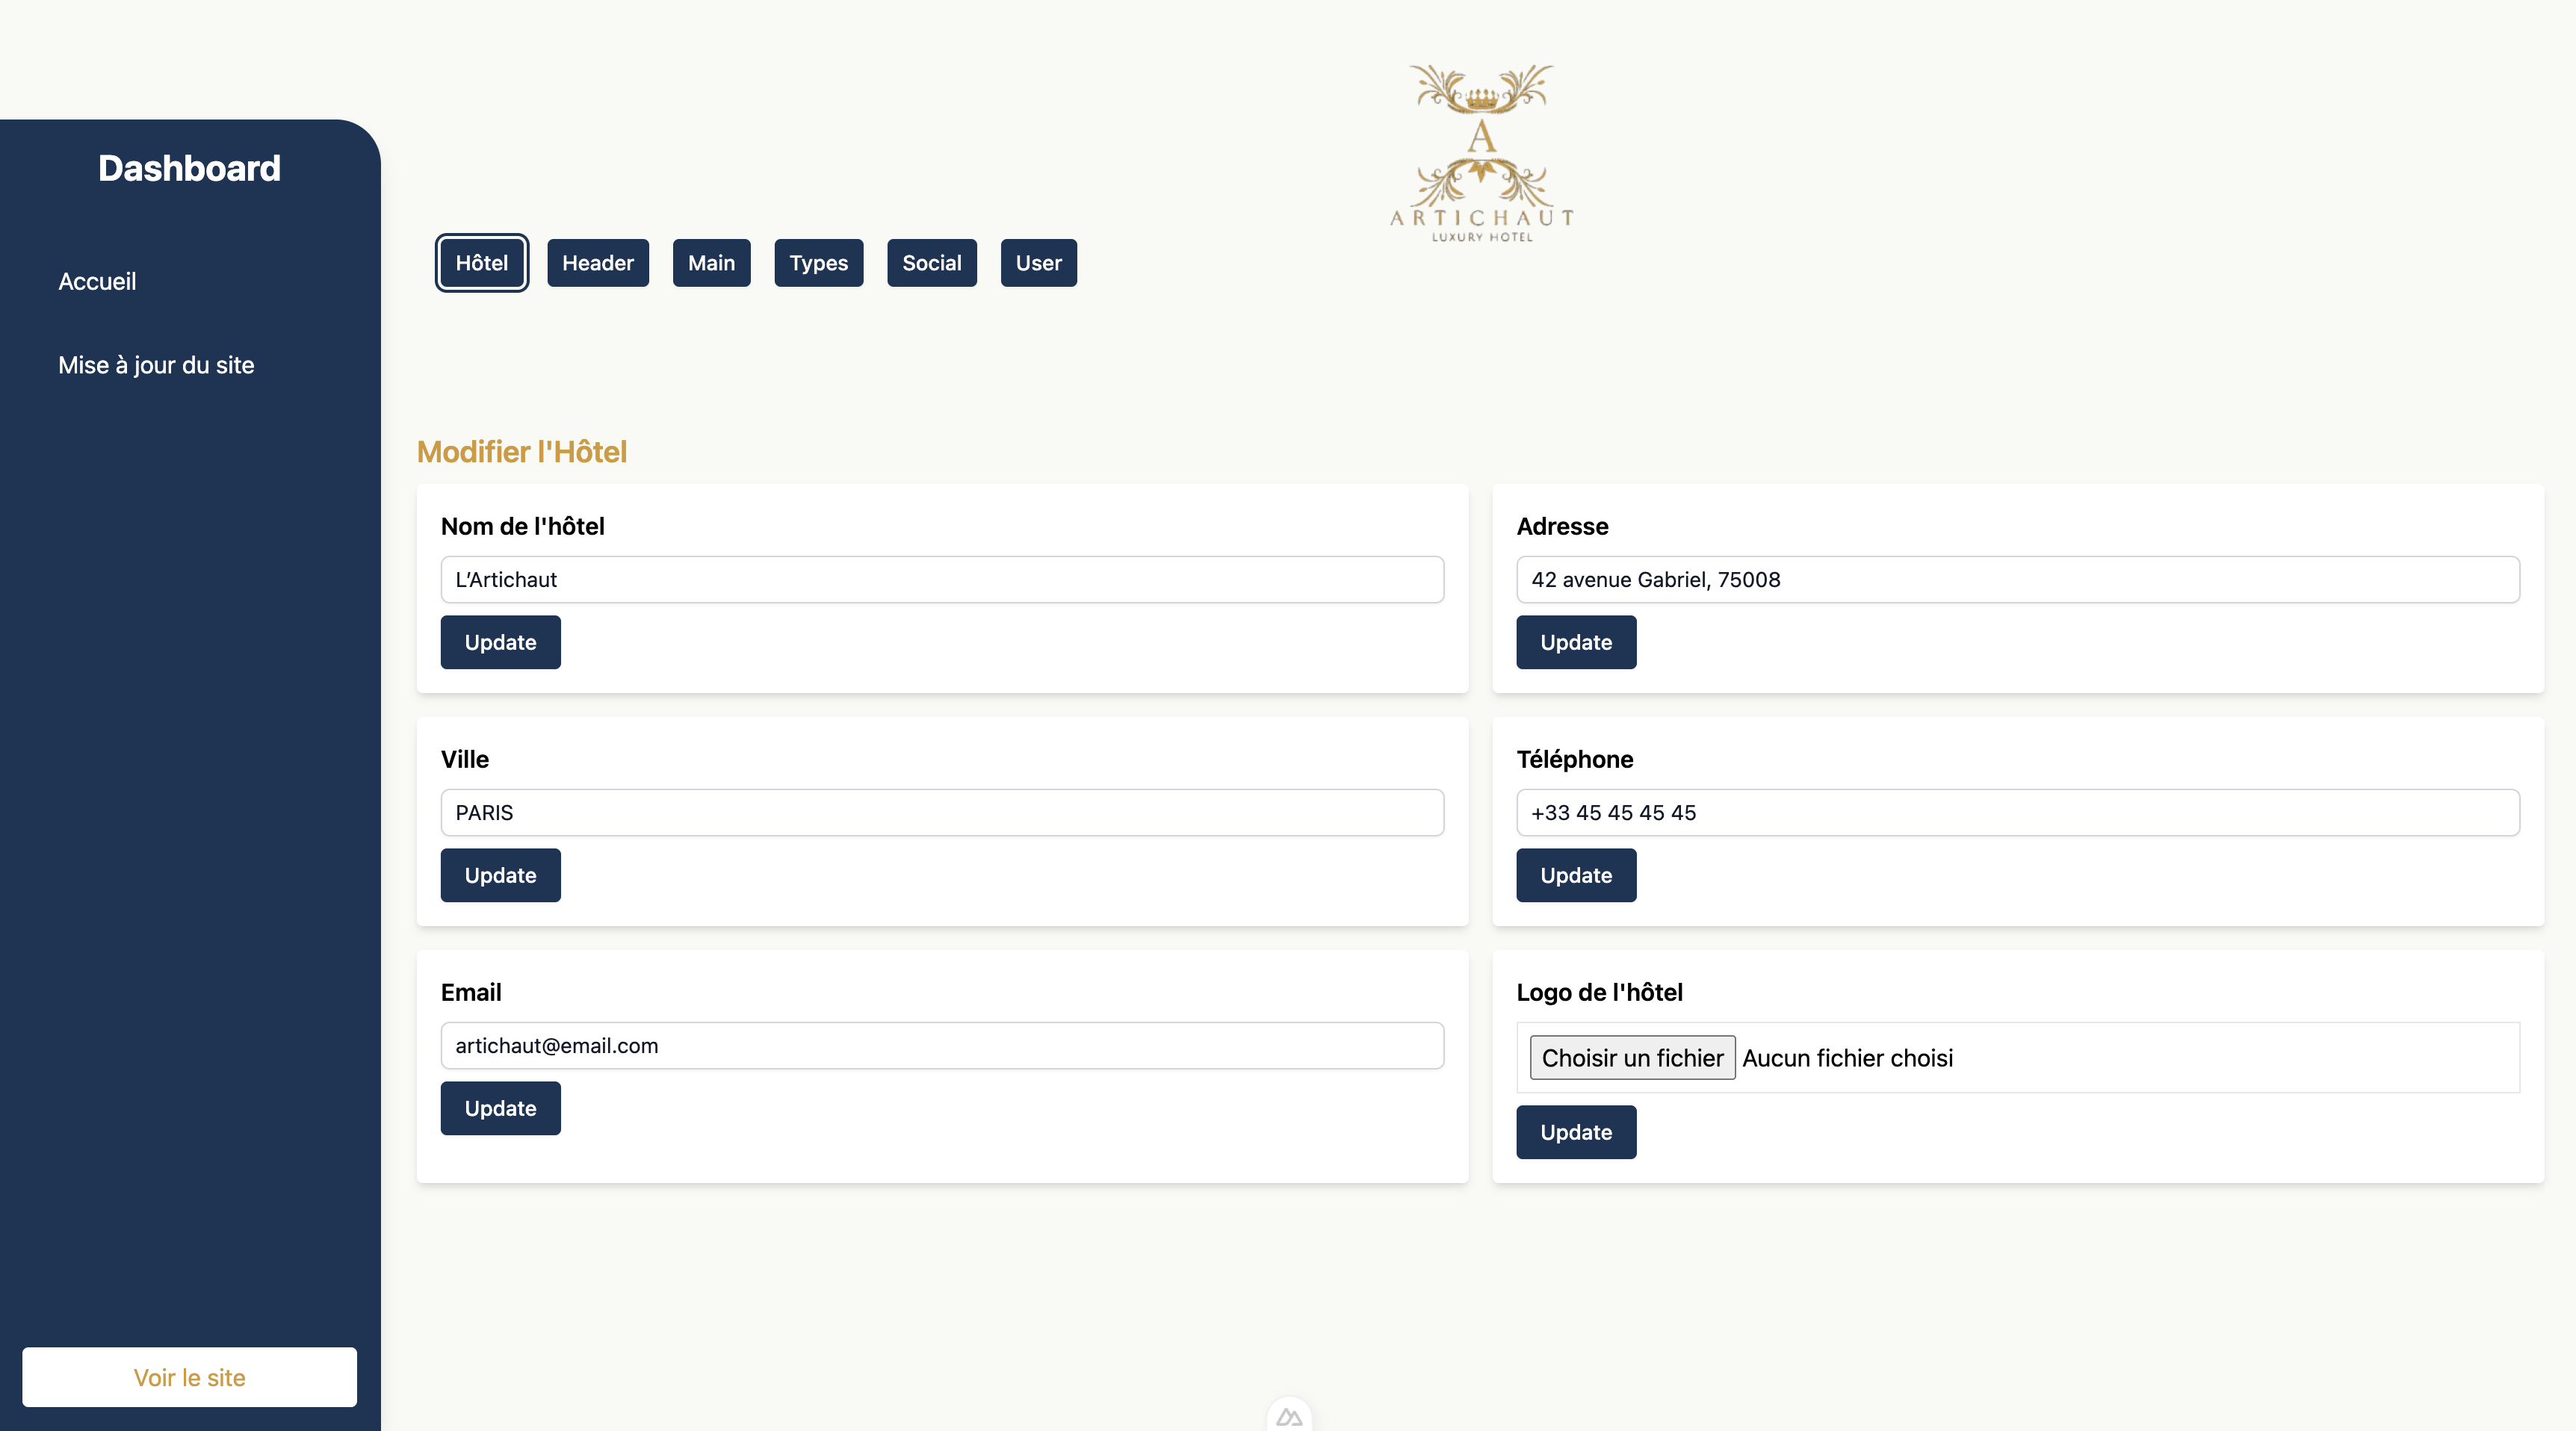 A
ARTICHAUT
LUXURY HOTEL
Dashboard
Accueil
Mise à jour du site
Voir le site
Hôtel
Header
Main
Types
Social
User
Modifier l'Hôtel
Nom de l'hôtel
L’Artichaut
Update
Adresse
42 avenue Gabriel, 75008
Update
Ville
PARIS
Update
Téléphone
+33 45 45 45 45
Update
Email
artichaut@email.com
Update
Logo de l'hôtel
Choisir un fichier Aucun fichier choisi
Update